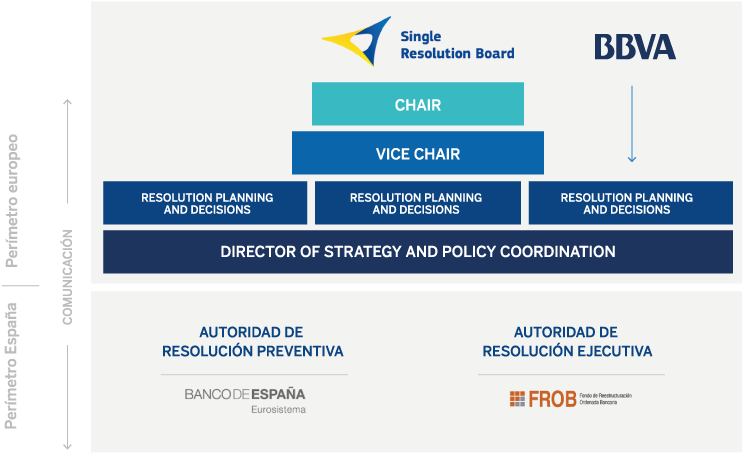 Single
Resolution Board
BBVA
CHAIR
VICE CHAIR
RESOLUTION PLANNING
AND DECISIONS
RESOLUTION PLANNING
AND DECISIONS
RESOLUTION PLANNING
AND DECISIONS
DIRECTOR OF STRATEGY AND POLICY COORDINATION
Perímetro europeo
COMUNICACIÓN
Perímetro España
AUTORIDAD DE
RESOLUCIÓN PREVENTIVA
BANCO DE ESPAÑA
Eurosistema
AUTORIDAD DE
RESOLUCIÓN EJECUTIVA
FROB
Fondo de Reestructuración
Ordenada Bancaria